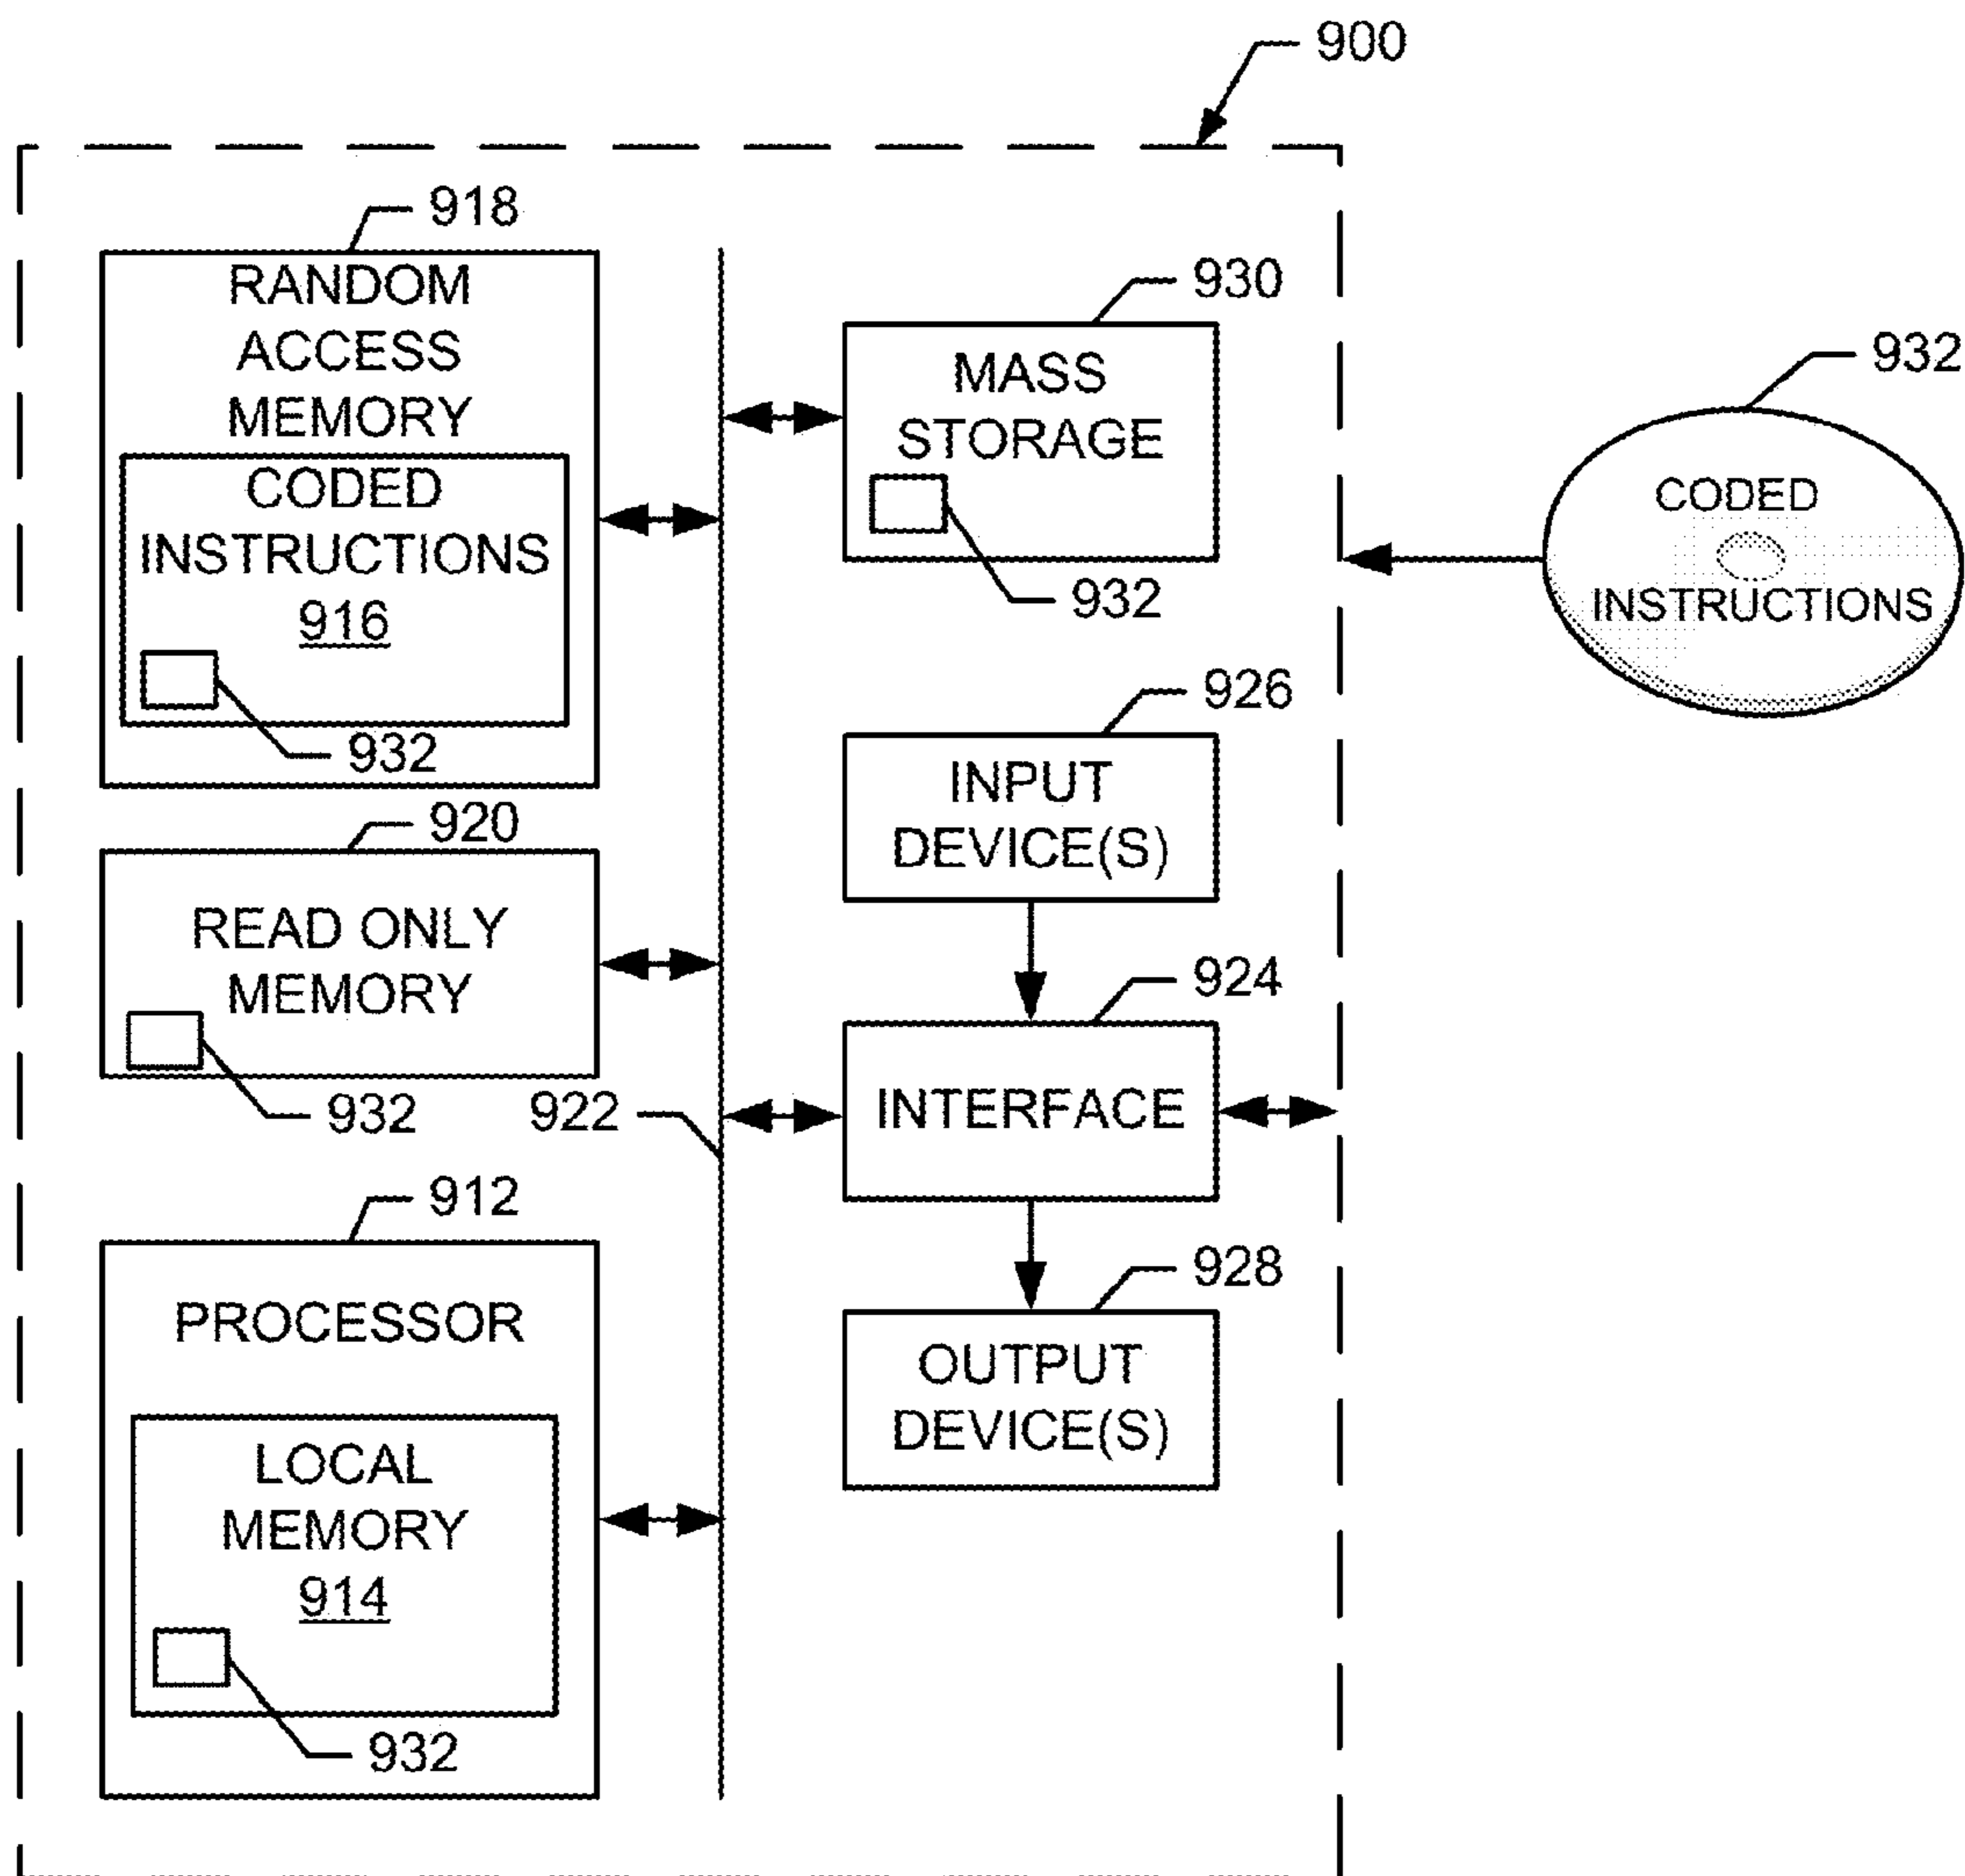 900
918
RANDOM
ACCESS
MEMORY
CODED
INSTRUCTIONS
916
932
920
READ ONLY
MEMORY
932
922
912
PROCESSOR
LOCAL
MEMORY
914
932
930
MASS
STORAGE
932
926
INPUT
DEVICE(S)
924
INTERFACE
928
OUTPUT
DEVICE(S)
932
CODED
INSTRUCTIONS